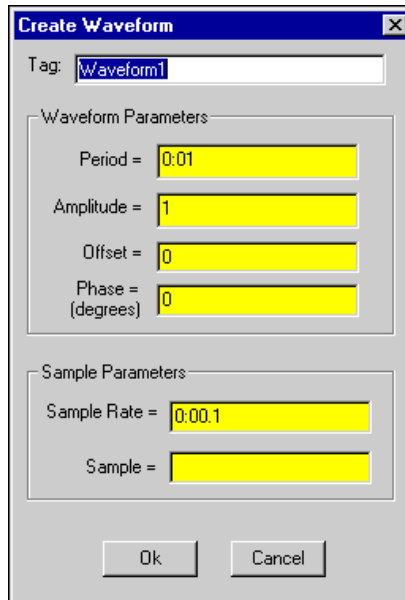 Create Waveform
Tag: Waveform1
Waveform Parameters
Period = 0:01
Amplitude = 1
Offset = 0
Phase = (degrees) 0
Sample Parameters
Sample Rate = 0:00.1
Sample =
Ok Cancel